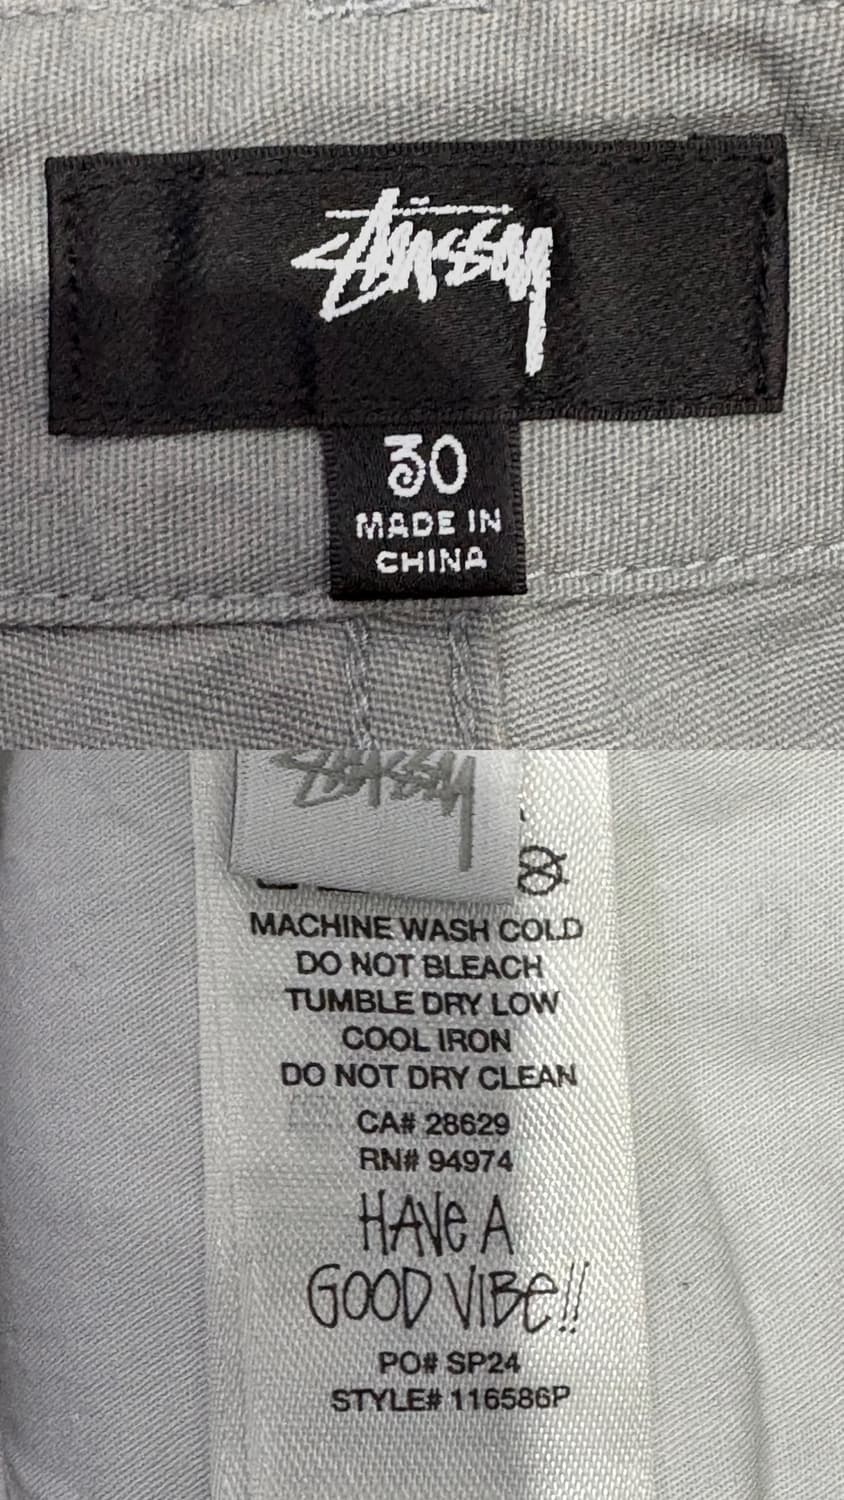 Stüssy
30
MADE IN
CHINA
Stüssy
MACHINE WASH COLD
DO NOT BLEACH
TUMBLE DRY LOW
COOL IRON
DO NOT DRY CLEAN
CA# 28629
RN# 94974
HAVe A
GOOD VIBe!!
PO# SP24
STYLE# 116586P